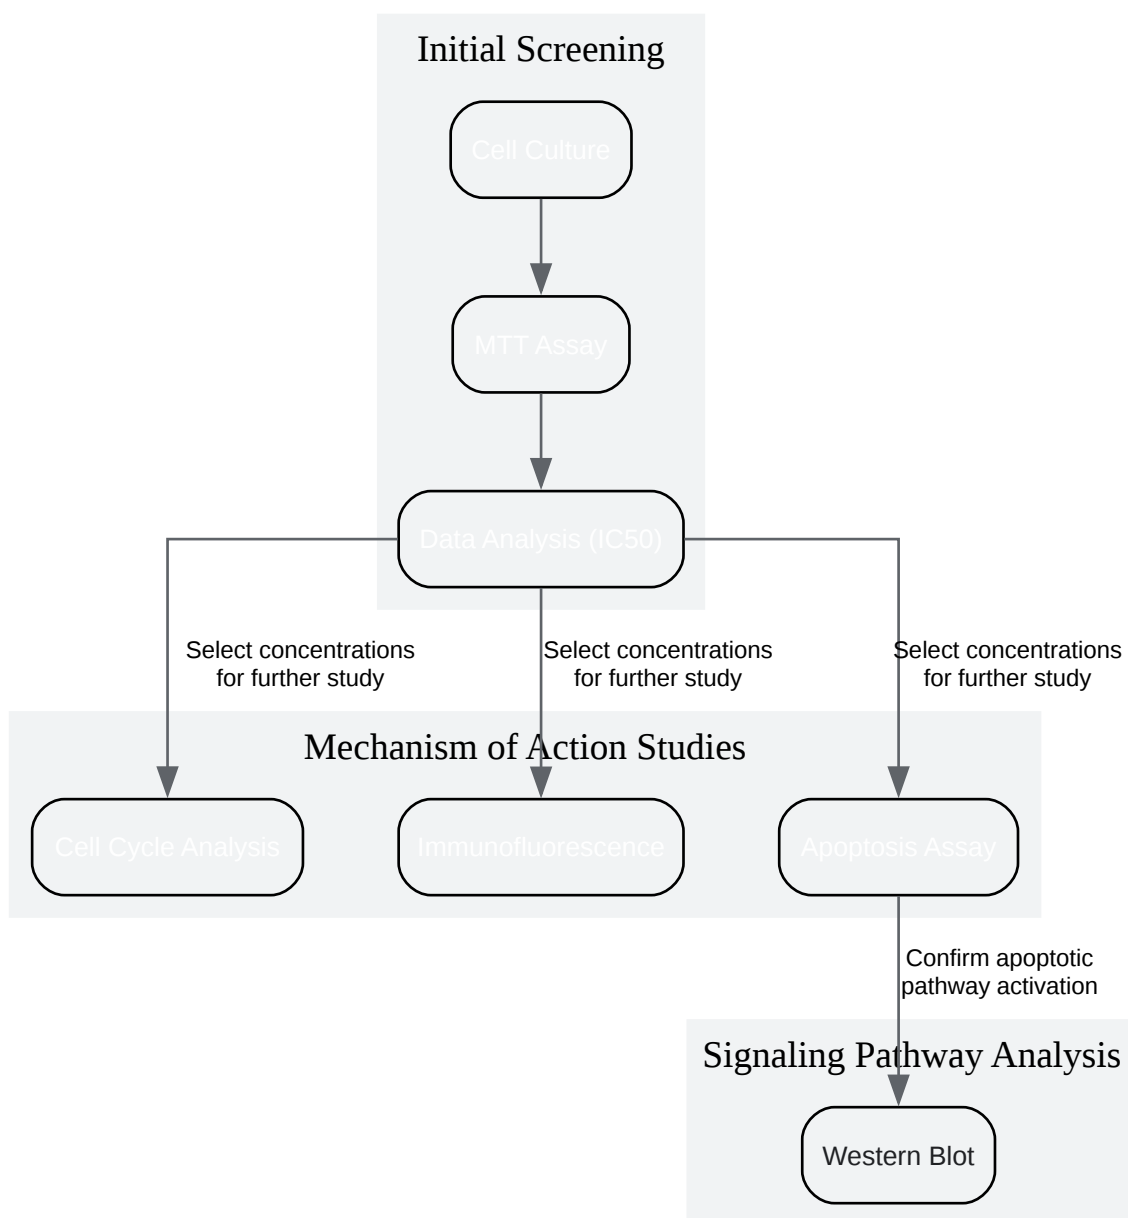 Initial Screening
Cell Culture
MTT Assay
Data Analysis (IC50)
Select concentrations
for further study
Select concentrations
for further study
Select concentrations
for further study
Mechanism of Action Studies
Cell Cycle Analysis
Immunofluorescence
Apoptosis Assay
Confirm apoptotic
pathway activation
Signaling Pathway Analysis
Western Blot